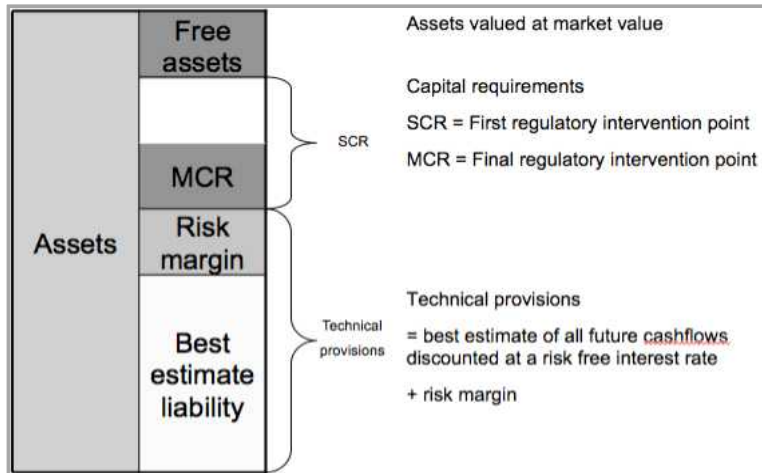 Assets
Free
assets
MCR
Risk
margin
Best
estimate
liability
SCR
Technical
provisions
Assets valued at market value
Capital requirements
SCR = First regulatory intervention point
MCR = Final regulatory intervention point
Technical provisions
= best estimate of all future cashflows
discounted at a risk free interest rate
+ risk margin